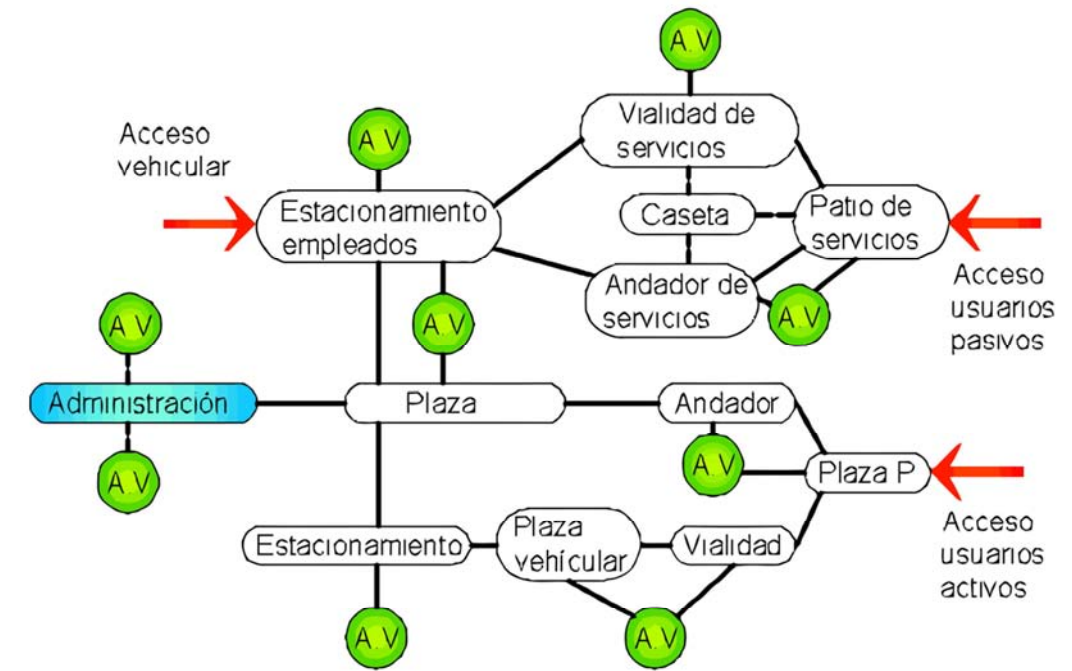 A.V
Vialidad de
servicios
Acceso
vehicular
A.V
Estacionamiento
empleados
Caseta
Patio de
servicios
Andador de
servicios
A.V
A.V
Acceso
usuarios
pasivos
A.V
Administración
Plaza
Andador
A.V
A.V
Plaza P
Estacionamiento
Plaza
vehícular
Vialidad
Acceso
usuarios
activos
A.V
A.V